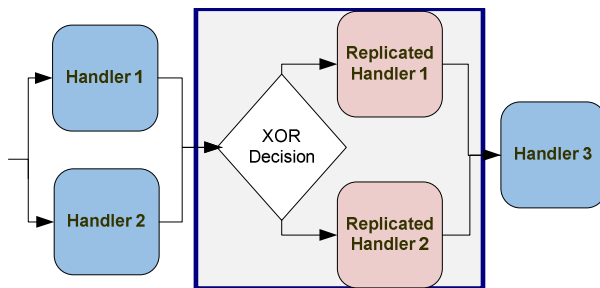 Handler 1
Handler 2
XOR
Decision
Replicated
Handler 1
Replicated
Handler 2
Handler 3